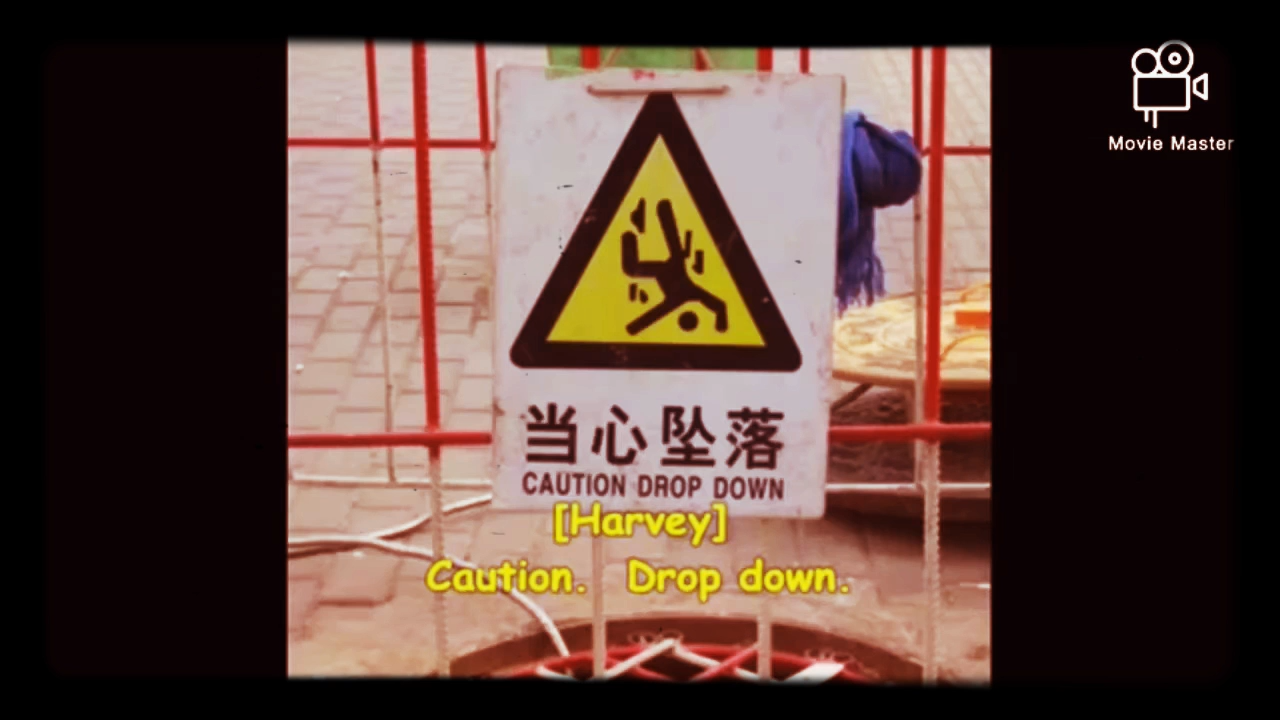 Movie Master
当心坠落
CAUTION DROP DOWN
[Harvey]
Caution. Drop down.